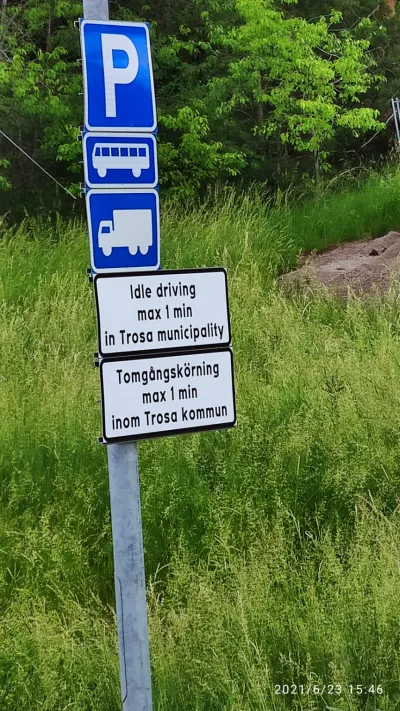 P
Idle driving
max 1 min
in Trosa municipality
Tomgångskörning
max 1 min
inom Trosa kommun
2021/6/23 15:46